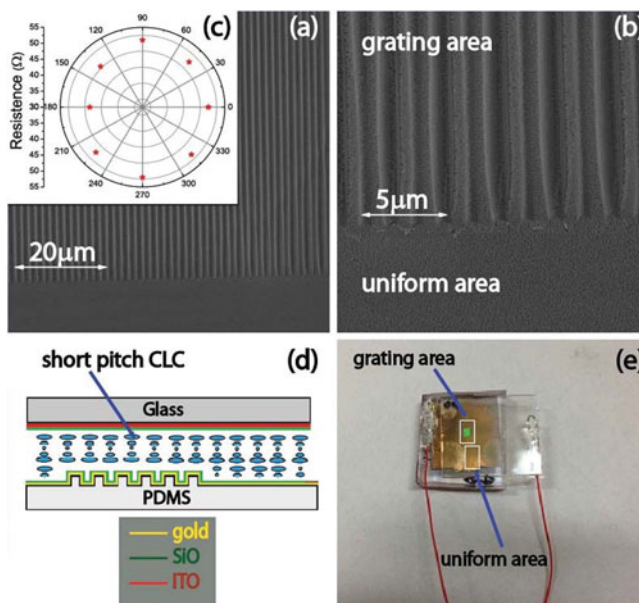 (c)
(a)
Resistence (Ω)
55
50
45
40
35
30
35
40
45
50
55
90
120
60
150
30
180
0
210
330
240
300
270
20μm
(b)
grating area
5μm
uniform area
(d)
short pitch CLC
Glass
PDMS
gold
SiO
ITO
(e)
grating area
uniform area